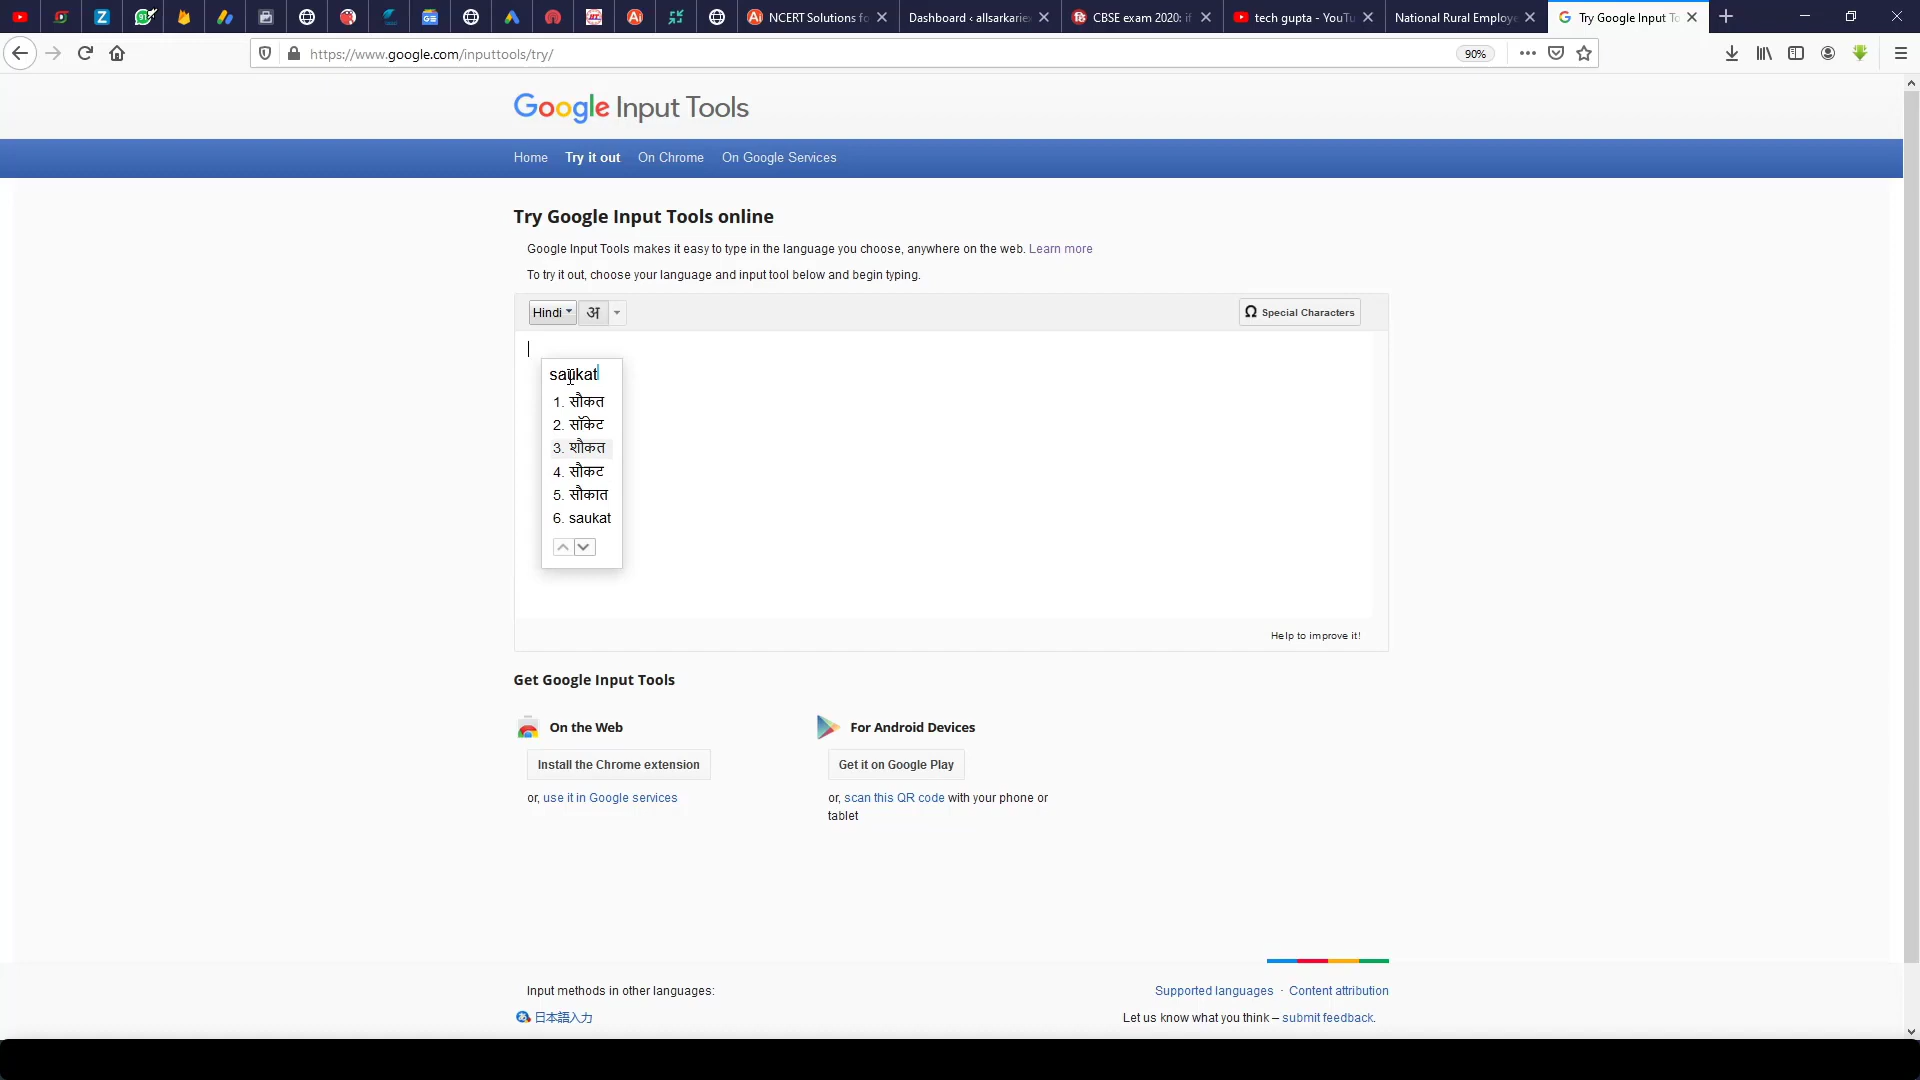 NCERT Solutions fo
Dashboard ‹ allsarkariex
CBSE exam 2020: if
tech gupta - YouTu
National Rural Employe
Try Google Input To
https://www.google.com/inputtools/try/
90%
Google Input Tools
Home Try it out On Chrome On Google Services
Try Google Input Tools online
Google Input Tools makes it easy to type in the language you choose, anywhere on the web. Learn more
To try it out, choose your language and input tool below and begin typing.
Hindi अ Ω Special Characters
saukat
1. सौकत
2. सॉकेट
3. शौकत
4. सौकट
5. सौकात
6. saukat
Help to improve it!
Get Google Input Tools
On the Web For Android Devices
Install the Chrome extension Get it on Google Play
or, use it in Google services or, scan this QR code with your phone or
tablet
Input methods in other languages: Supported languages · Content attribution
日本語入力 Let us know what you think – submit feedback.